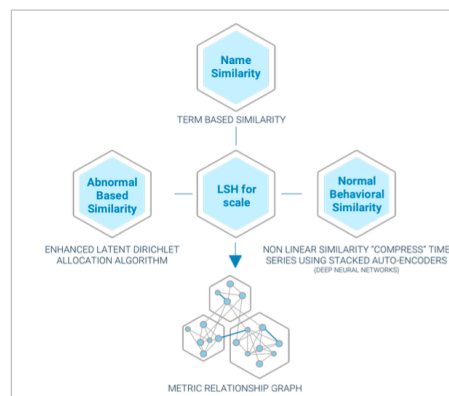 Name
Similarity
TERM BASED SIMILARITY
Abnormal
Based
Similarity
LSH for
scale
Normal
Behavioral
Similarity
ENHANCED LATENT DIRICHLET
ALLOCATION ALGORITHM
NON LINEAR SIMILARITY "COMPRESS" TIME
SERIES USING STACKED AUTO-ENCODERS
(DEEP NEURAL NETWORKS)
METRIC RELATIONSHIP GRAPH